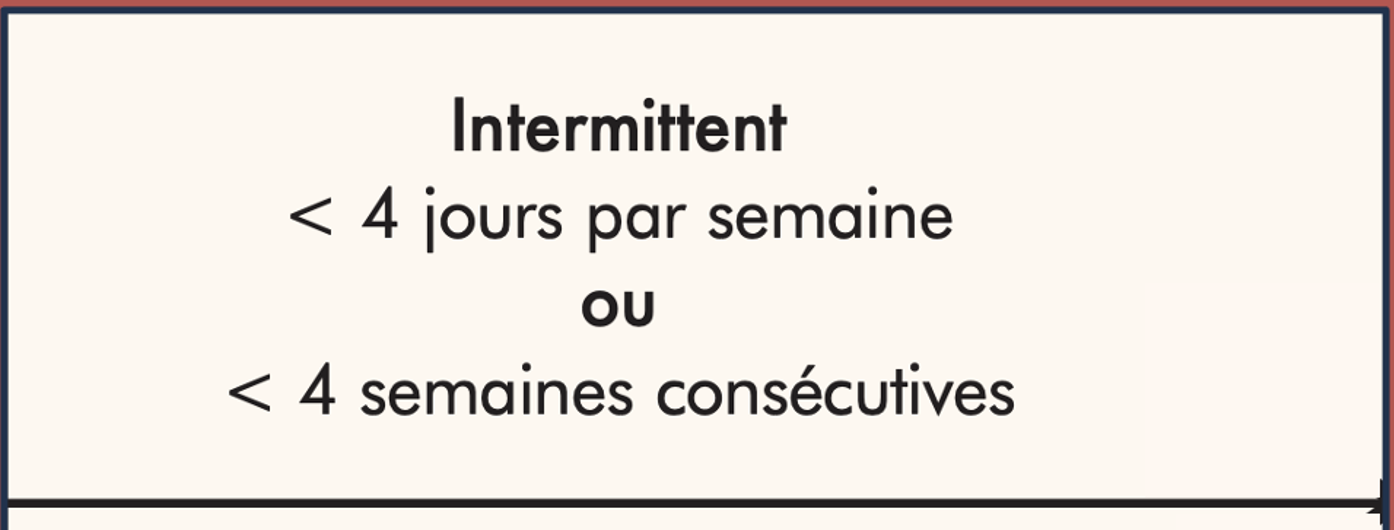 Intermittent
< 4 jours par semaine
ou
< 4 semaines consécutives